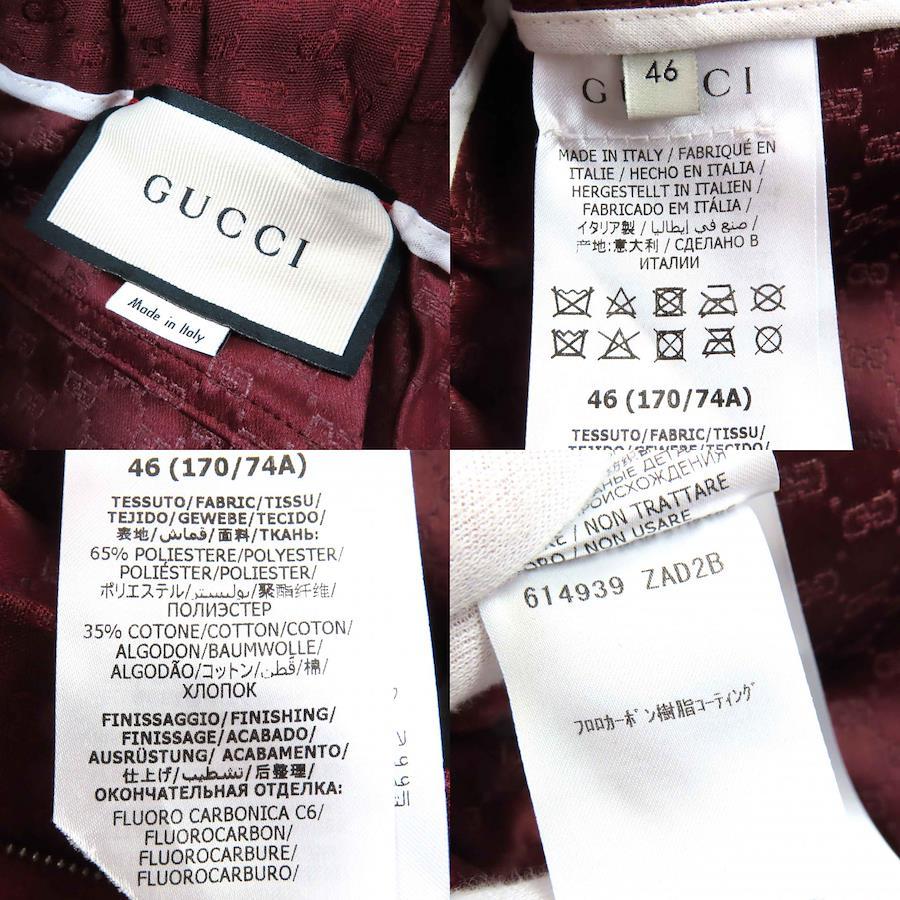 GUCCI
Made in Italy
46
GUCCI
MADE IN ITALY / FABRIQUÉ EN
ITALIE / HECHO EN ITALIA /
HERGESTELLT IN ITALIEN /
FABRICADO EM ITÁLIA /
イタリア製 / صنع في إيطاليا /
产地:意大利 / СДЕЛАНО В
ИТАЛИИ
46 (170/74A)
TESSUTO/FABRIC/TISSU/
TEJIDO/GEWEBE/TECIDO/
46 (170/74A)
TESSUTO/FABRIC/TISSU/
TEJIDO/GEWEBE/TECIDO/
表地/قماش/面料/ТКАНЬ:
65% POLIESTERE/POLYESTER/
POLIÉSTER/POLYESTER/
ポリエステル/بوليستر/聚酯纤维/
ПОЛИЭСТЕР
35% COTONE/COTTON/COTON/
ALGODON/BAUMWOLLE/
ALGODÃO/コットン/قطن/棉/
ХЛОПОК
FINISSAGGIO/FINISHING/
FINISSAGE/ACABADO/
AUSRÜSTUNG/ACABAMENTO/
仕上げ/تشطيب/后整理/
ОКОНЧАТЕЛЬНАЯ ОТДЕЛКА:
FLUORO CARBONICA C6/
FLUOROCARBON/
FLUOROCARBURE/
FLUOROCARBURO/
ПРОИСХОЖДЕНИЯ
/ NON TRATTARE
/ NON USARE
614939 ZAD2B
フロロカーボン樹脂コーティング